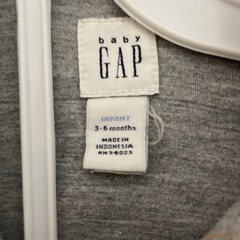 baby
GAP
INFANT
3-6 months
MADE IN
INDONESIA
RN 54023